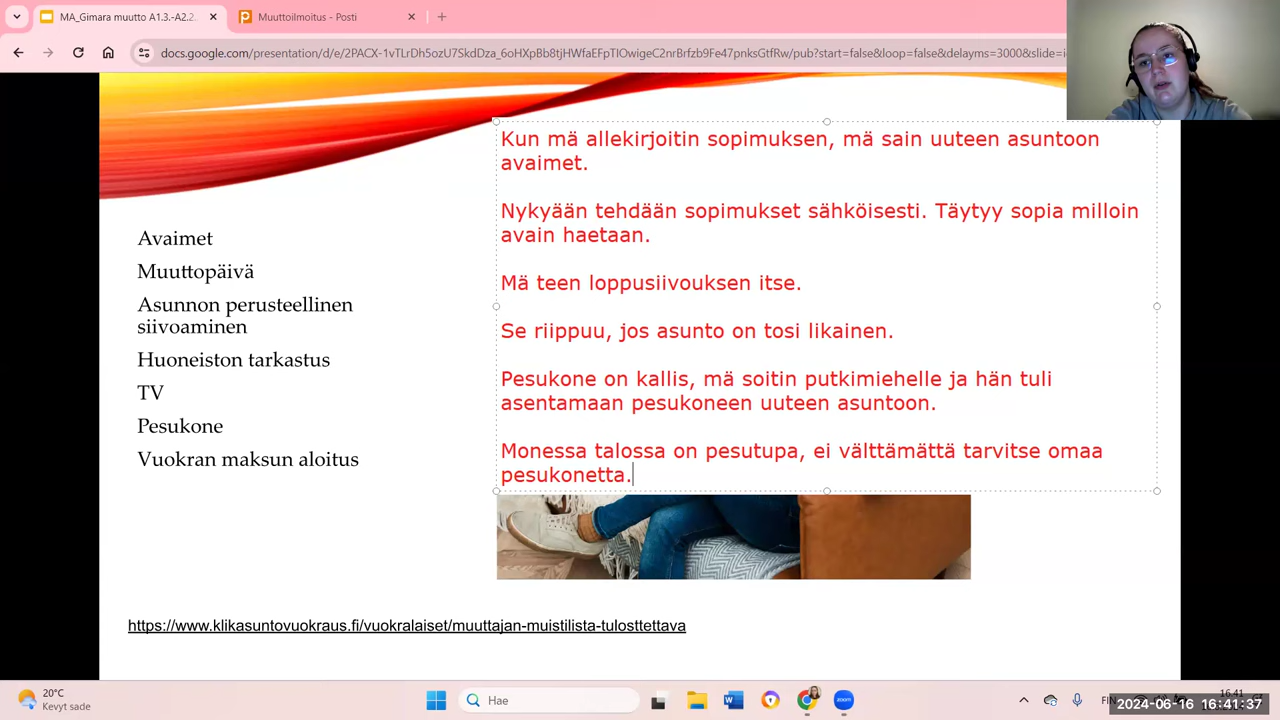 MA_Gimara muutto A1.3.-A2.2.
Muuttoilmoitus - Posti
docs.google.com/presentation/d/e/2PACX-1vTLrDh5ozU7SkdDza_6oHXpBb8tjHWfaEFpTIOwigeC2nrBrfzb9Fe47pnksGtfRw/pub?start=false&loop=false&delayms=3000&slide=i
Kun mä allekirjoitin sopimuksen, mä sain uuteen asuntoon
avaimet.
Nykyään tehdään sopimukset sähköisesti. Täytyy sopia milloin
avain haetaan.
Mä teen loppusiivouksen itse.
Se riippuu, jos asunto on tosi likainen.
Pesukone on kallis, mä soitin putkimiehelle ja hän tuli
asentamaan pesukoneen uuteen asuntoon.
Monessa talossa on pesutupa, ei välttämättä tarvitse omaa
pesukonetta.
Avaimet
Muuttopäivä
Asunnon perusteellinen
siivoaminen
Huoneiston tarkastus
TV
Pesukone
Vuokran maksun aloitus
https://www.klikasuntovuokraus.fi/vuokralaiset/muuttajan-muistilista-tulosttettava
20°C
Kevyt sade
Hae
zoom
FIN
16.41
2024-06-16 16:41:37